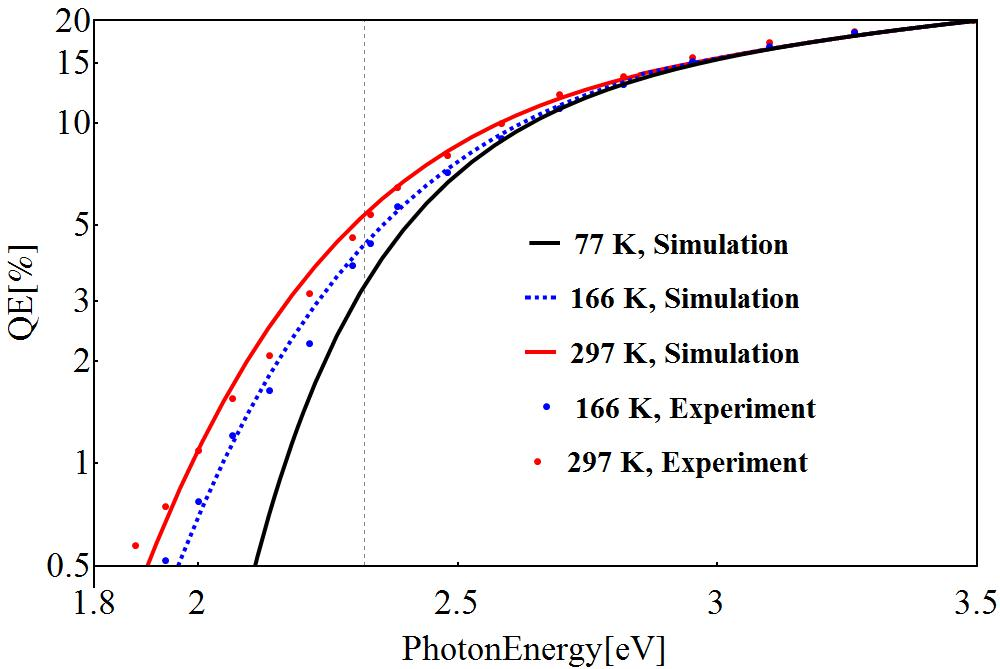 20
15
10
5
3
2
1
0.5
QE[%]
77 K, Simulation
166 K, Simulation
297 K, Simulation
166 K, Experiment
297 K, Experiment
1.8 2 2.5 3 3.5
PhotonEnergy[eV]